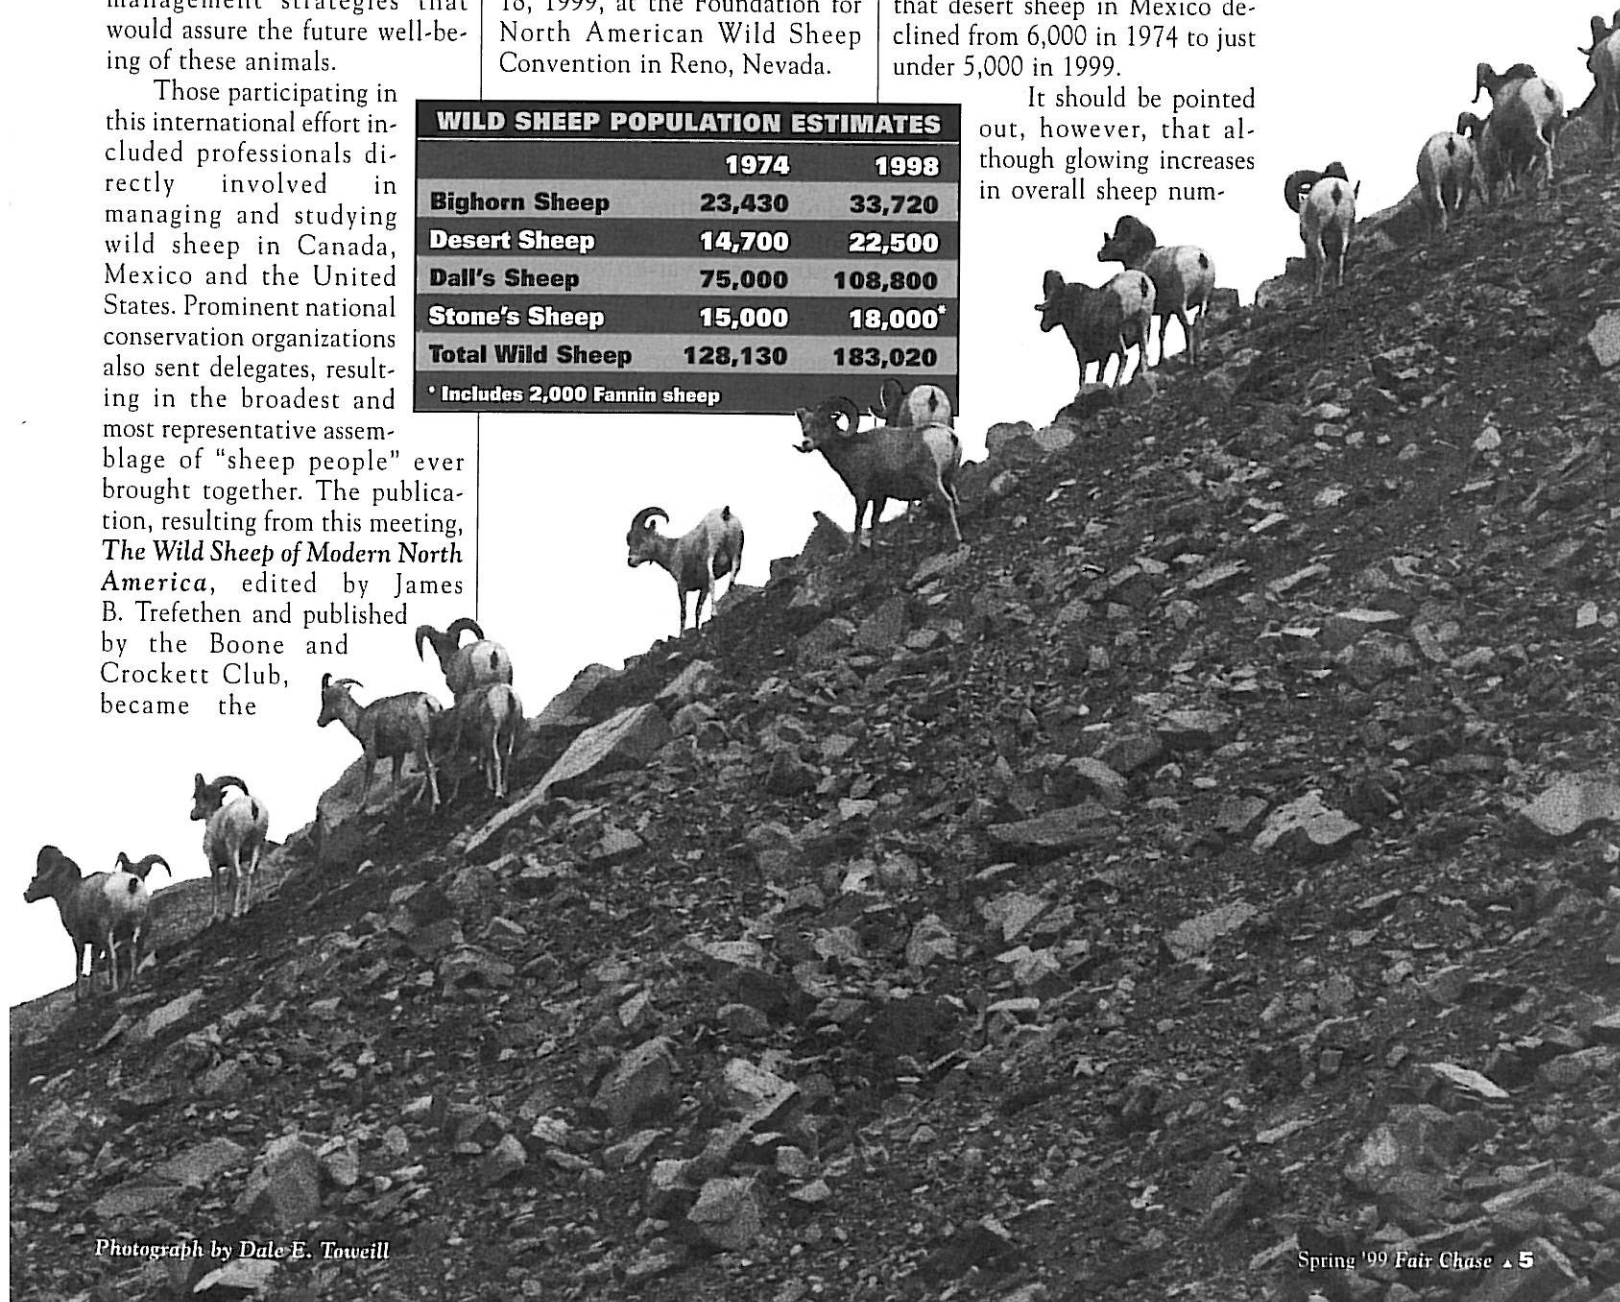 management strategies that
would assure the future well-be-
ing of these animals.
Those participating in
this international effort in-
cluded professionals di-
rectly involved in
managing and studying
wild sheep in Canada,
Mexico and the United
States. Prominent national
conservation organizations
also sent delegates, result-
ing in the broadest and
most representative assem-
blage of “sheep people” ever
brought together. The publica-
tion, resulting from this meeting,
The Wild Sheep of Modern North
America, edited by James
B. Trefethen and published
by the Boone and
Crockett Club,
became the
18, 1999, at the Foundation for
North American Wild Sheep
Convention in Reno, Nevada.
that desert sheep in Mexico de-
clined from 6,000 in 1974 to just
under 5,000 in 1999.
It should be pointed
out, however, that al-
though glowing increases
in overall sheep num-
WILD SHEEP POPULATION ESTIMATES
1974 1998
Bighorn Sheep 23,430 33,720
Desert Sheep 14,700 22,500
Dall's Sheep 75,000 108,800
Stone's Sheep 15,000 18,000*
Total Wild Sheep 128,130 183,020
* Includes 2,000 Fannin sheep
Photograph by Dale E. Toweill
Spring '99 Fair Chase ▲ 5